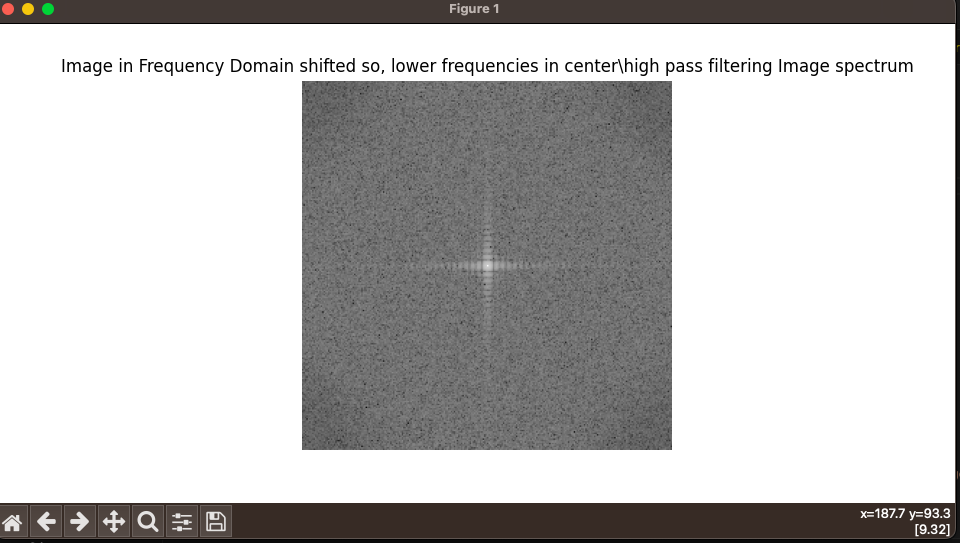 Figure 1
Image in Frequency Domain shifted so, lower frequencies in center\high pass filtering Image spectrum
x=187.7 y=93.3
[9.32]